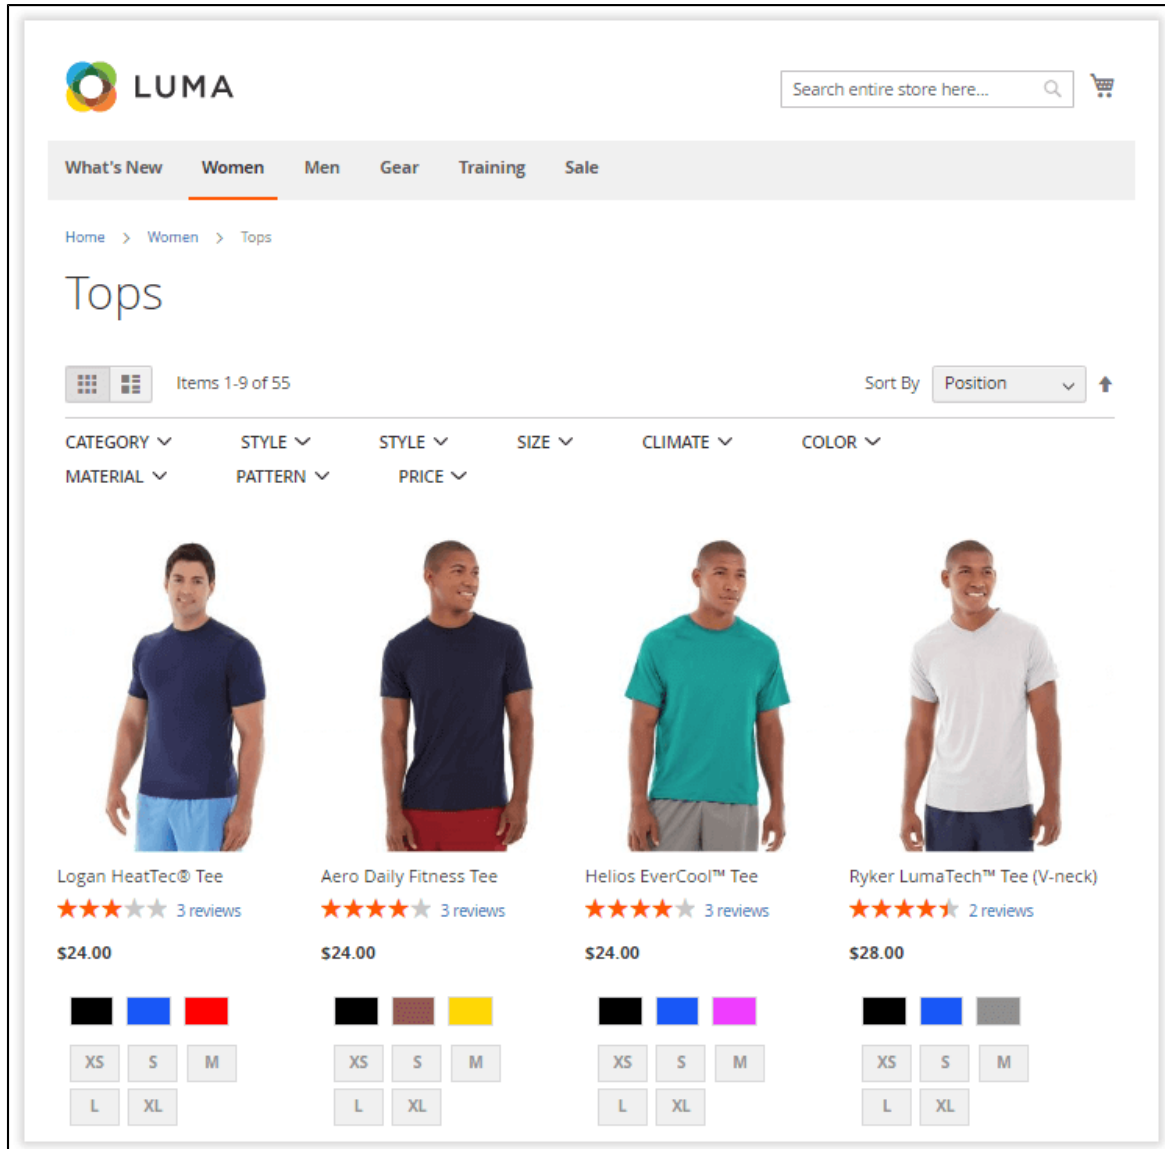 LUMA
Search entire store here...
What's New Women Men Gear Training Sale
Home > Women > Tops
Tops
Items 1-9 of 55
Sort By Position
CATEGORY STYLE STYLE SIZE CLIMATE COLOR
MATERIAL PATTERN PRICE
Logan HeatTec® Tee Aero Daily Fitness Tee Helios EverCool™ Tee Ryker LumaTech™ Tee (V-neck)
3 reviews 3 reviews 3 reviews 2 reviews
$24.00 $24.00 $24.00 $28.00
XS S M XS S M XS S M XS S M
L XL L XL L XL L XL